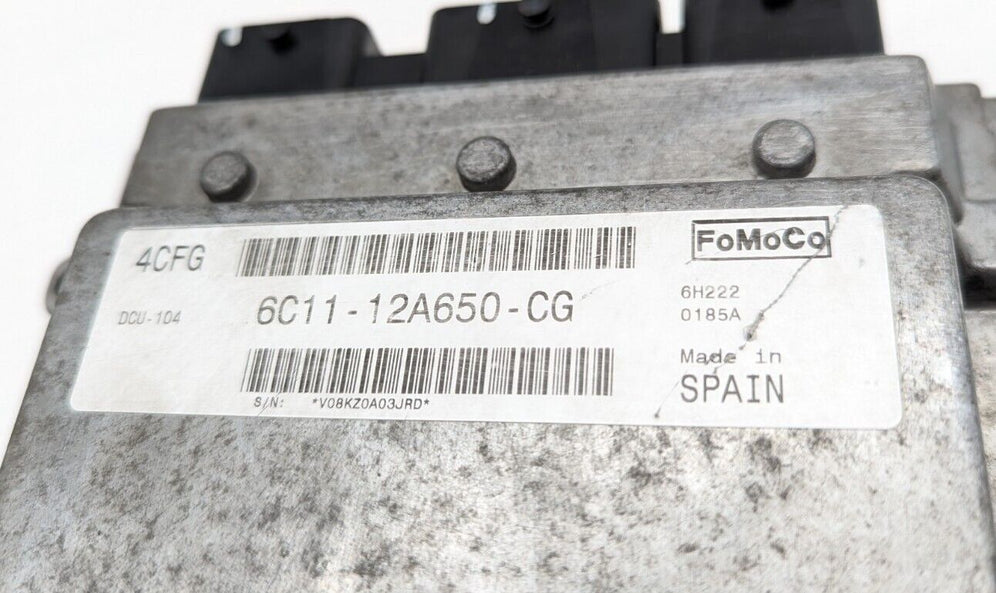 4CFG
FoMoCo
DCU-104
6C11-12A650-CG
6H222
0185A
Made in
SPAIN
S/N: *V08KZ0A03JRD*